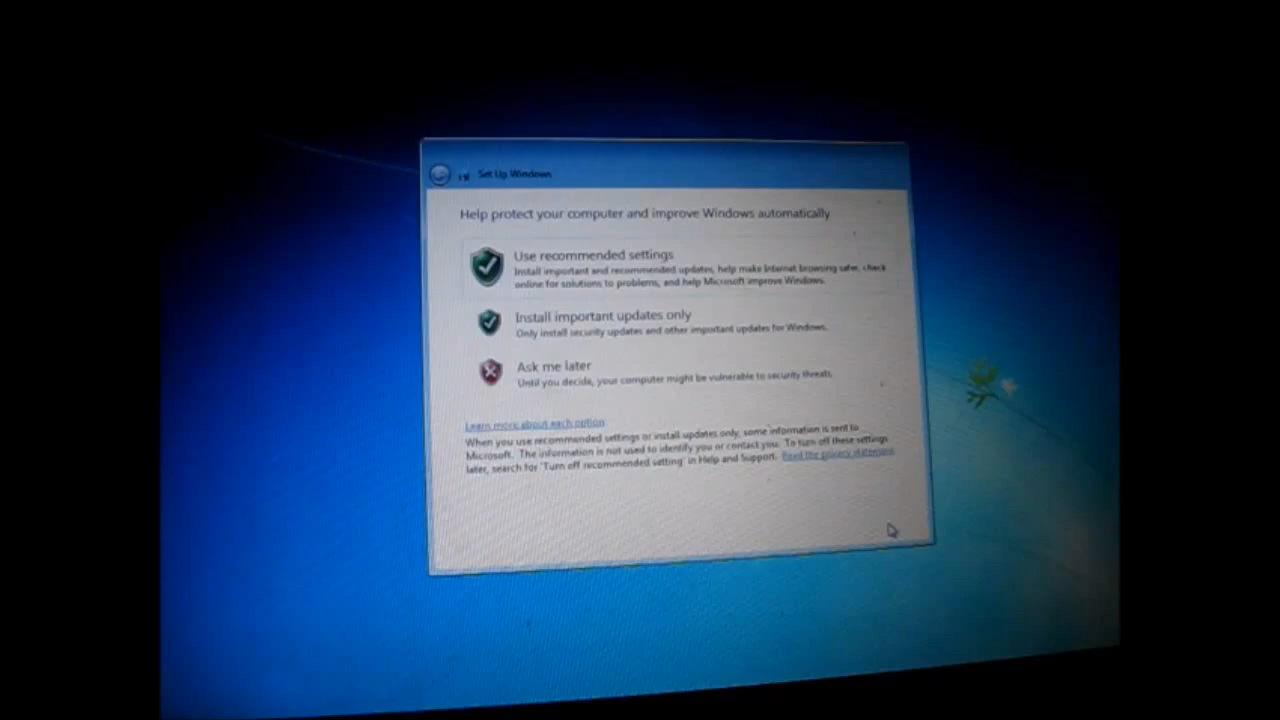 Set Up Windows
Help protect your computer and improve Windows automatically
Use recommended settings
Install important and recommended updates, help make Internet browsing safer, check
online for solutions to problems, and help Microsoft improve Windows.
Install important updates only
Only install security updates and other important updates for Windows.
Ask me later
Until you decide, your computer might be vulnerable to security threats.
Learn more about each option
When you use recommended settings or install updates only, some information is sent to
Microsoft. The information is not used to identify you or contact you. To turn off these settings
later, search for 'Turn off recommended setting' in Help and Support. Read the privacy statement